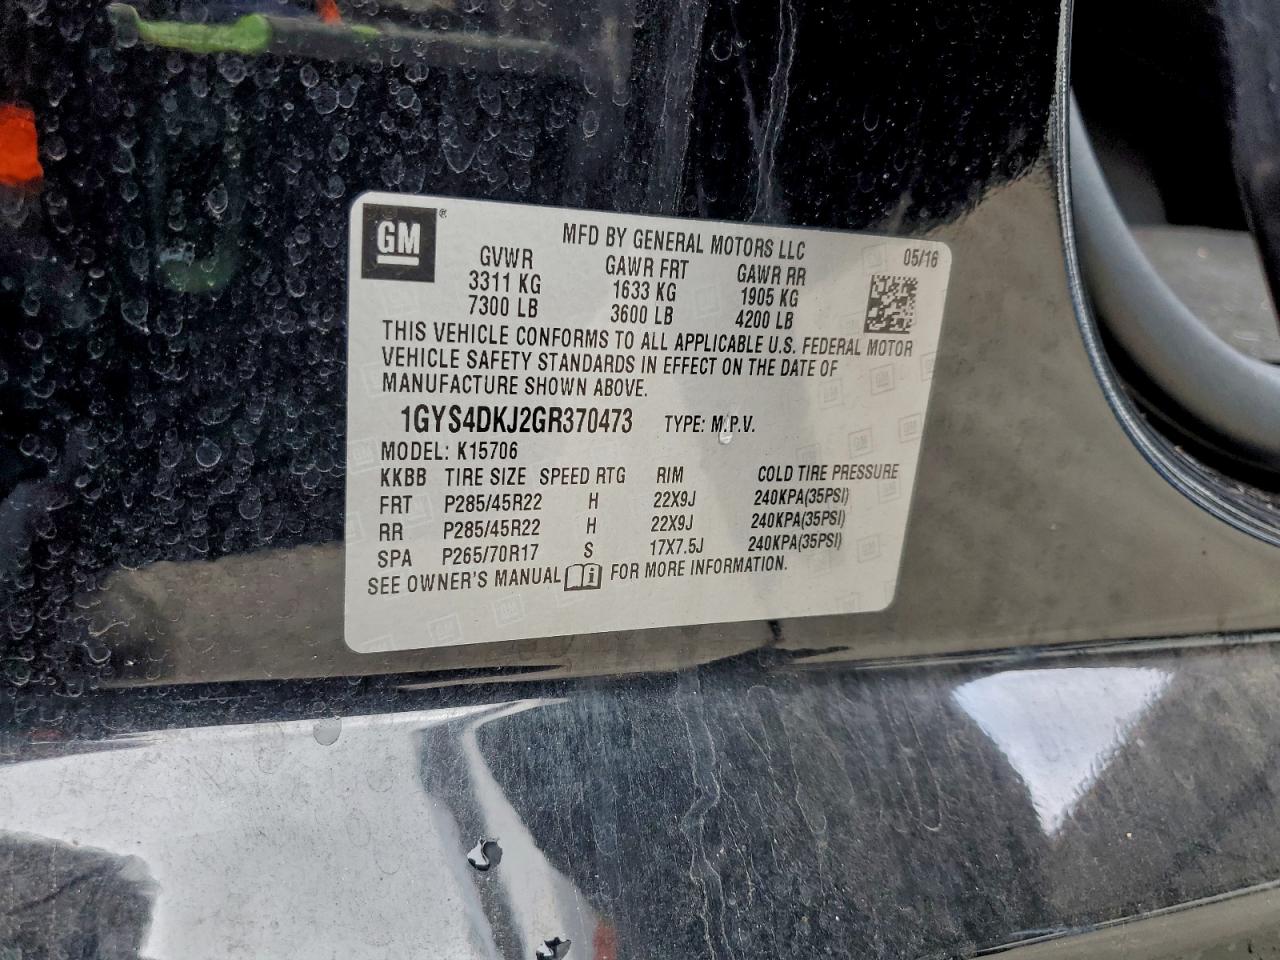 GM®
MFD BY GENERAL MOTORS LLC 05/16
GVWR GAWR FRT GAWR RR
3311 KG 1633 KG 1905 KG
7300 LB 3600 LB 4200 LB
THIS VEHICLE CONFORMS TO ALL APPLICABLE U.S. FEDERAL MOTOR
VEHICLE SAFETY STANDARDS IN EFFECT ON THE DATE OF
MANUFACTURE SHOWN ABOVE.
1GYS4DKJ2GR370473 TYPE: M.P.V.
MODEL: K15706
KKBB TIRE SIZE SPEED RTG RIM COLD TIRE PRESSURE
FRT P285/45R22 H 22X9J 240KPA(35PSI)
RR P285/45R22 H 22X9J 240KPA(35PSI)
SPA P265/70R17 S 17X7.5J 240KPA(35PSI)
SEE OWNER'S MANUAL i FOR MORE INFORMATION.